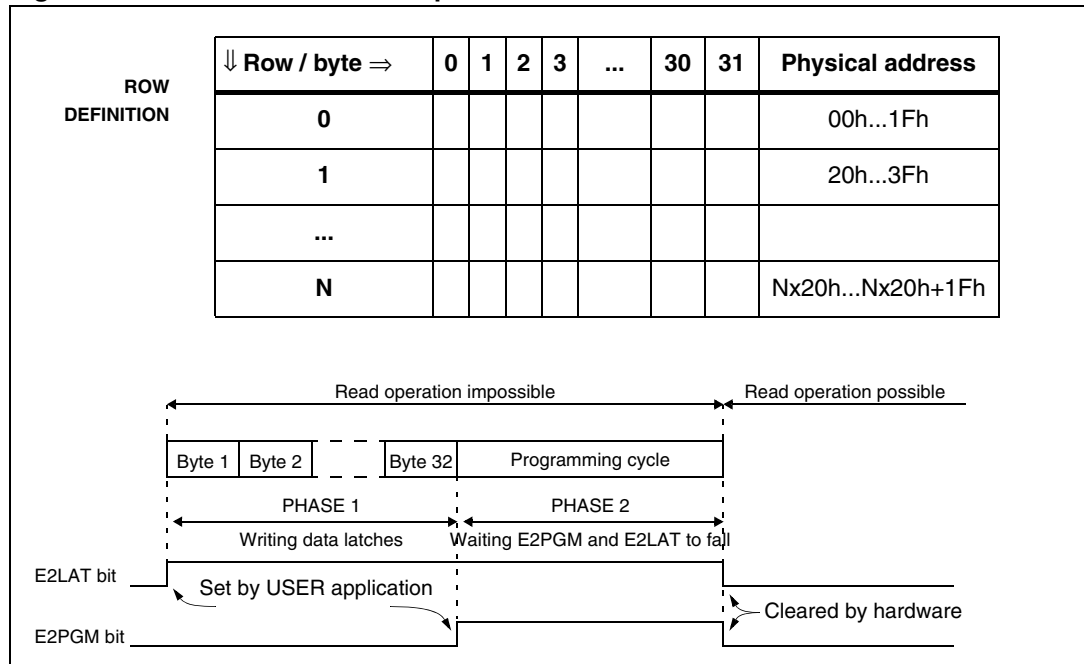 ROW
DEFINITION
⇓ Row / byte ⇒ 0 1 2 3 ... 30 31 Physical address
0 00h...1Fh
1 20h...3Fh
...
N Nx20h...Nx20h+1Fh
Read operation impossible Read operation possible
Byte 1 Byte 2 Byte 32 Programming cycle
PHASE 1 PHASE 2
Writing data latches Waiting E2PGM and E2LAT to fall
E2LAT bit
Set by USER application
Cleared by hardware
E2PGM bit